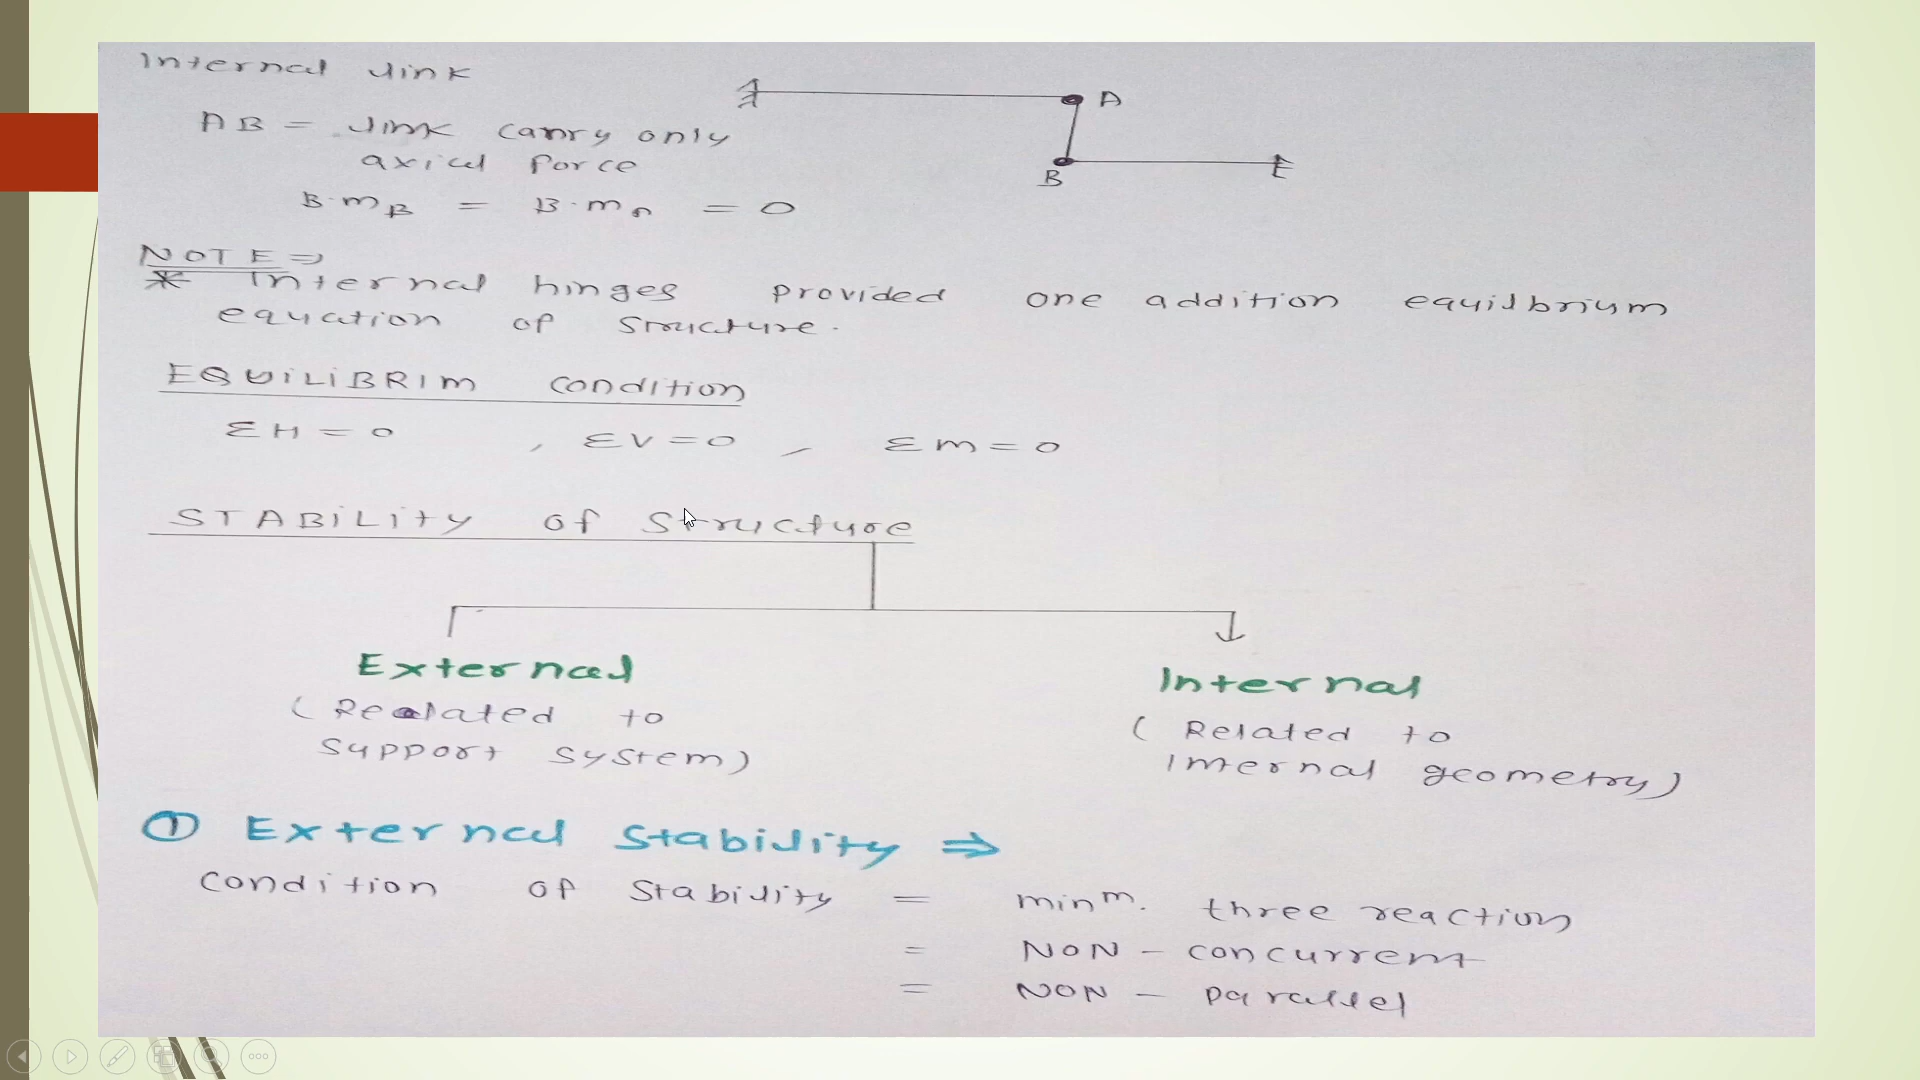 Internal link
A
AB = link carry only
axial force
B
B.MB = B.MA = 0
NOTE ⇒
* Internal hinges provided one addition equilbrium
equation of structure.
EQUILIBRIM condition
ΣH = 0 , ΣV = 0 , ΣM = 0
STABILITY of Structure
External
Internal
(Realated to
support system)
(Related to
internal geometry)
① External Stability ⇒
condition of stability = minm. three reaction
= NON - concurrent
= NON - parallel